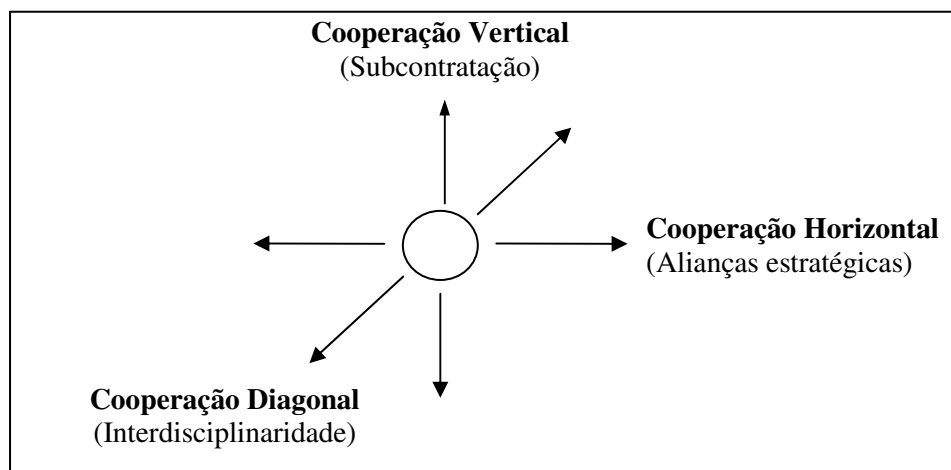 Cooperação Vertical
(Subcontratação)
Cooperação Horizontal
(Alianças estratégicas)
Cooperação Diagonal
(Interdisciplinaridade)